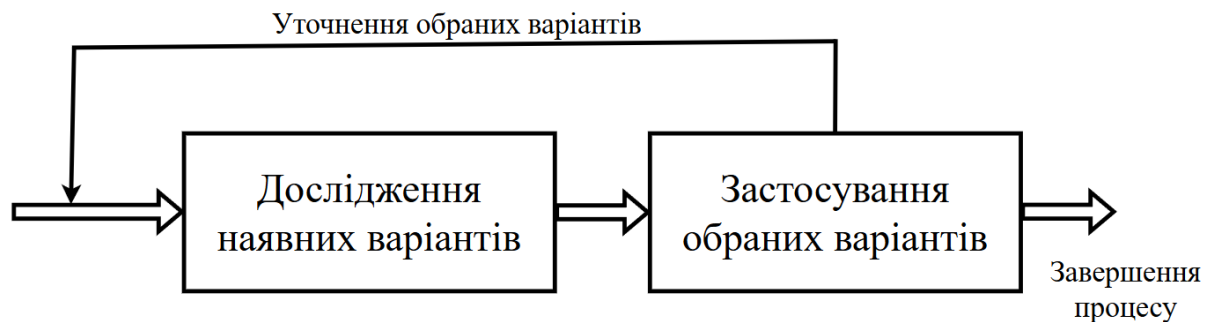 Уточнення обраних варіантів
Дослідження
наявних варіантів
Застосування
обраних варіантів
Завершення
процесу